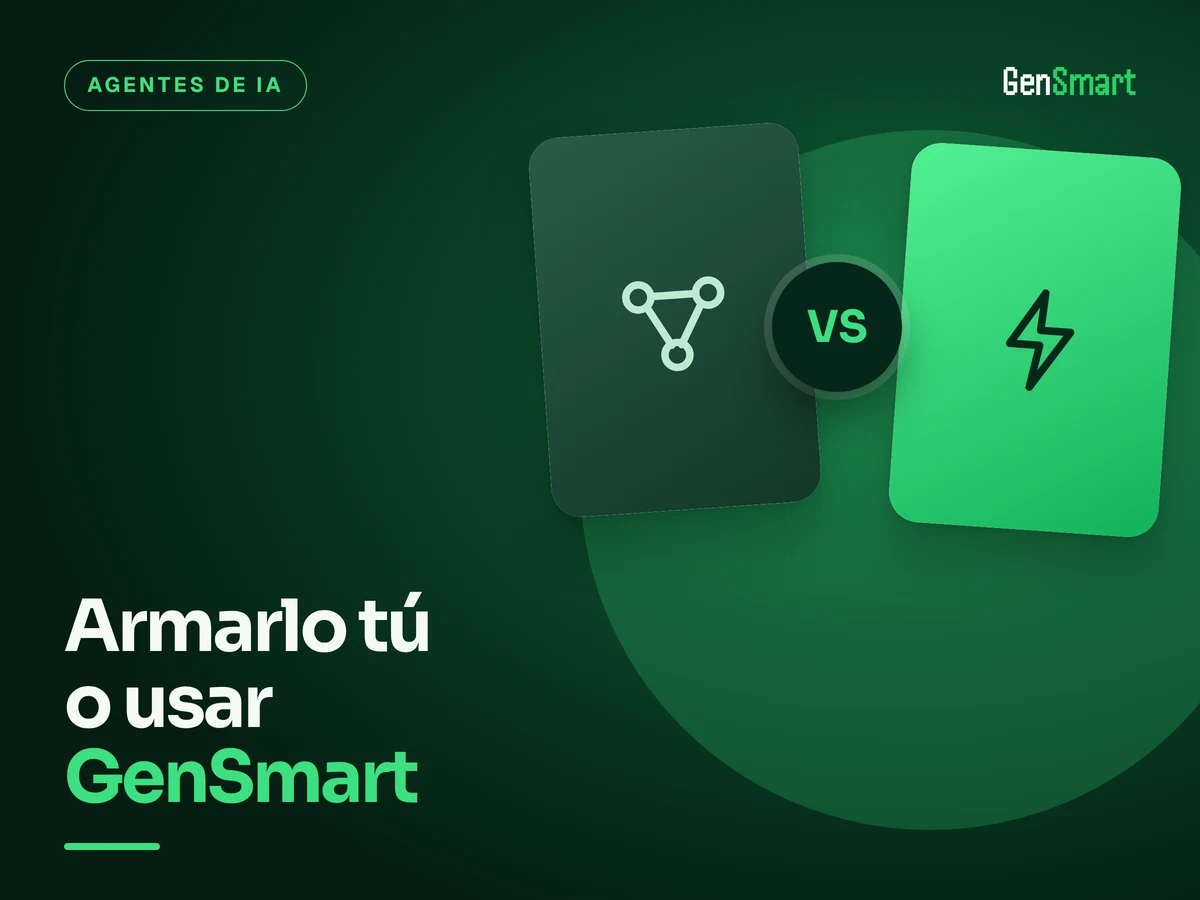 AGENTES DE IA
GenSmart
VS
Armarlo tú
o usar
GenSmart